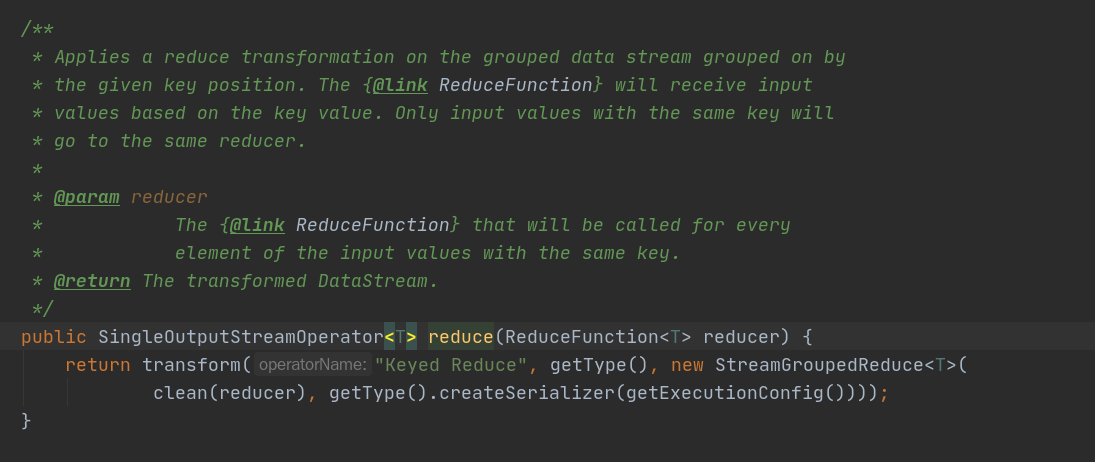 /**
 * Applies a reduce transformation on the grouped data stream grouped on by
 * the given key position. The {@link ReduceFunction} will receive input
 * values based on the key value. Only input values with the same key will
 * go to the same reducer.
 *
 * @param reducer
 *            The {@link ReduceFunction} that will be called for every
 *            element of the input values with the same key.
 * @return The transformed DataStream.
 */
public SingleOutputStreamOperator<T> reduce(ReduceFunction<T> reducer) {
    return transform( operatorName: "Keyed Reduce", getType(), new StreamGroupedReduce<T>(
            clean(reducer), getType().createSerializer(getExecutionConfig())));
}